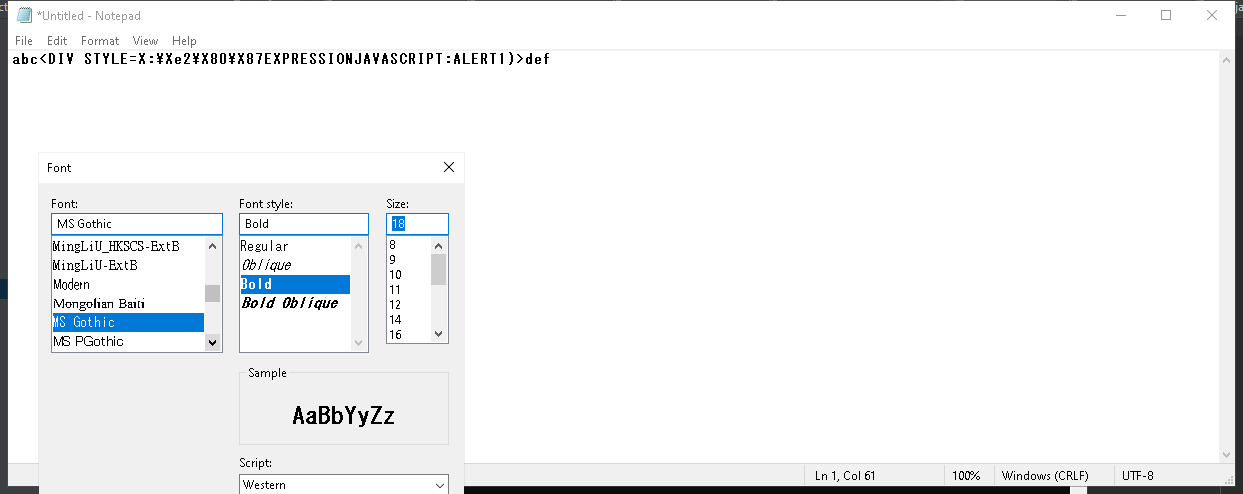 *Untitled - Notepad
File Edit Format View Help
abc<DIV STYLE=X:¥Xe2¥X80¥X87EXPRESSIONJAVASCRIPT:ALERT1)>def
Font
Font: Font style: Size:
MS Gothic Bold 18
MingLiU_HKSCS-ExtB Regular 8
MingLiU-ExtB Oblique 9
Modern Bold 10
Mongolian Baiti Bold Oblique 11
MS Gothic 12
MS PGothic 14
16
Sample
AaBbYyZz
Script:
Western
Ln 1, Col 61 100% Windows (CRLF) UTF-8